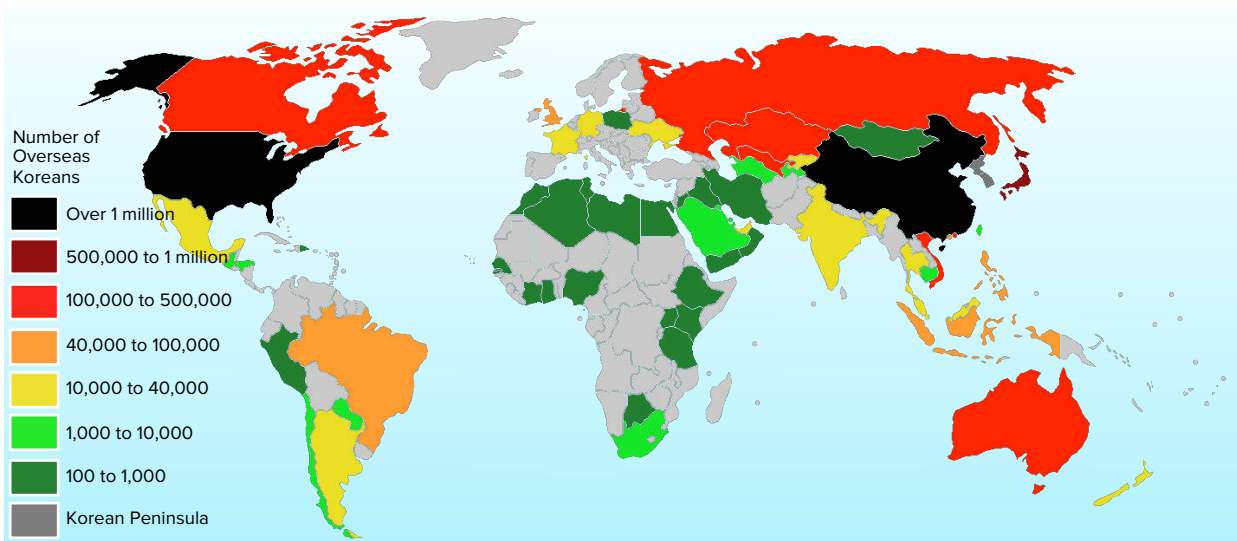 Number of
Overseas
Koreans
Over 1 million
500,000 to 1 million
100,000 to 500,000
40,000 to 100,000
10,000 to 40,000
1,000 to 10,000
100 to 1,000
Korean Peninsula